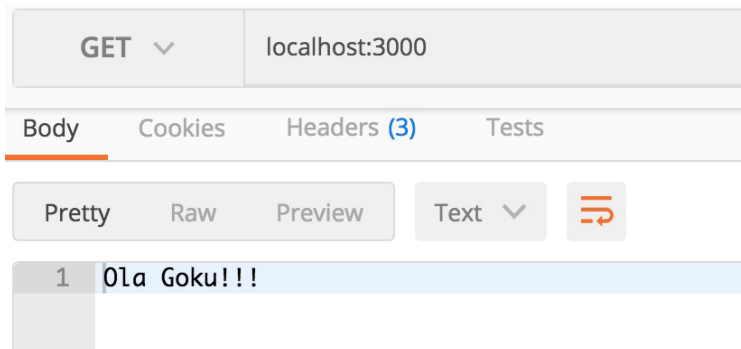 GET localhost:3000
Body Cookies Headers (3) Tests
Pretty Raw Preview Text
1 Ola Goku!!!